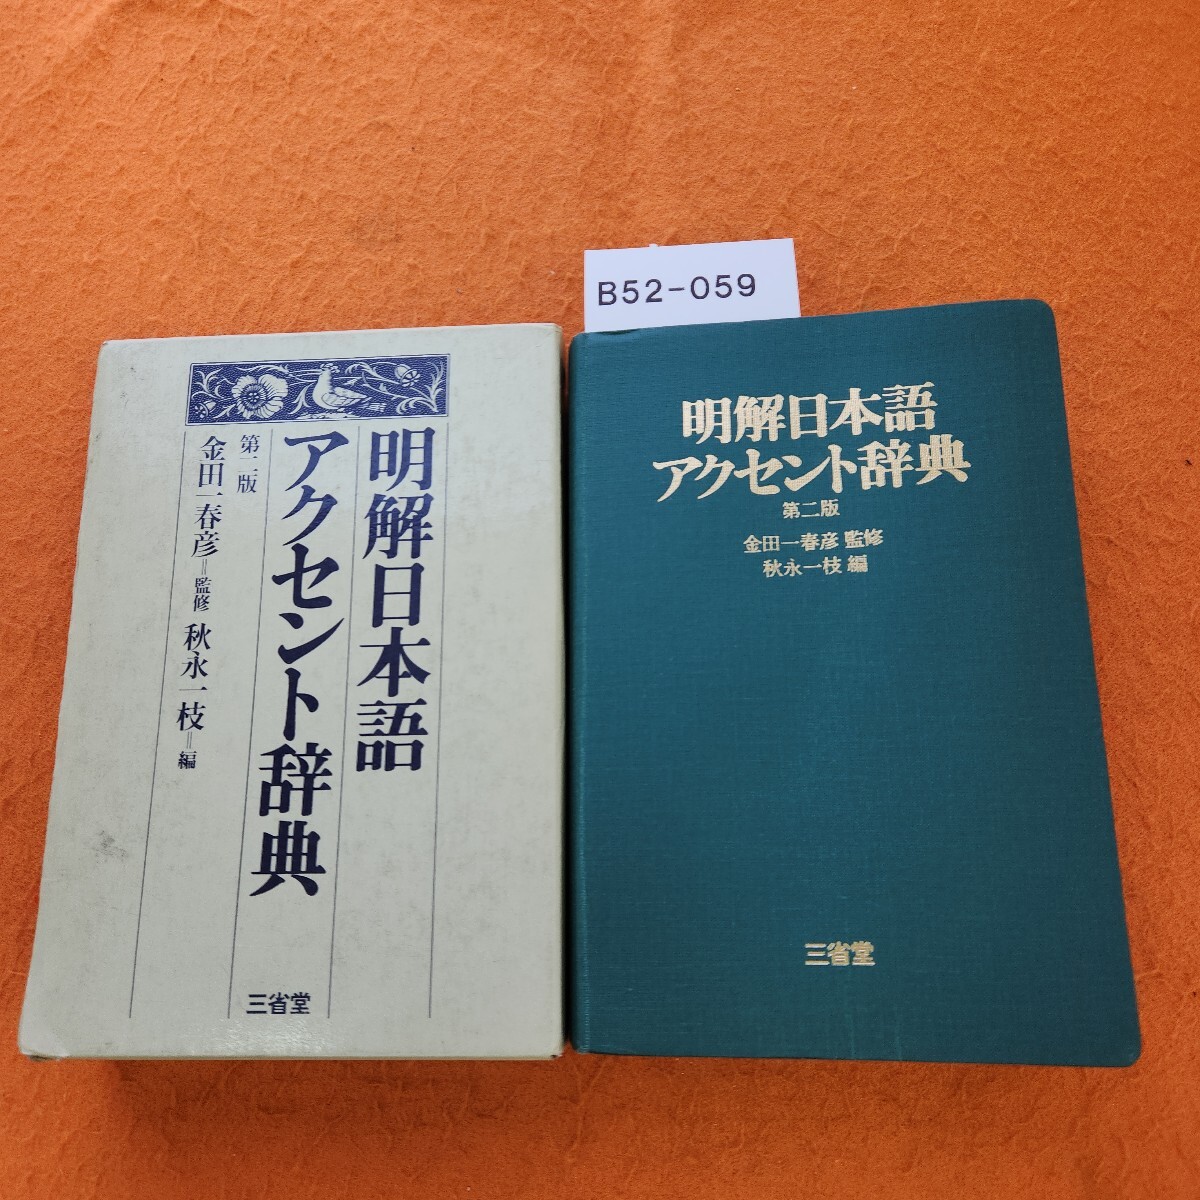 B52-059
明解日本語
アクセント辞典
第二版
金田一春彦=監修 秋永一枝=編
三省堂
明解日本語
アクセント辞典
第二版
金田一春彦 監修
秋永一枝 編
三省堂